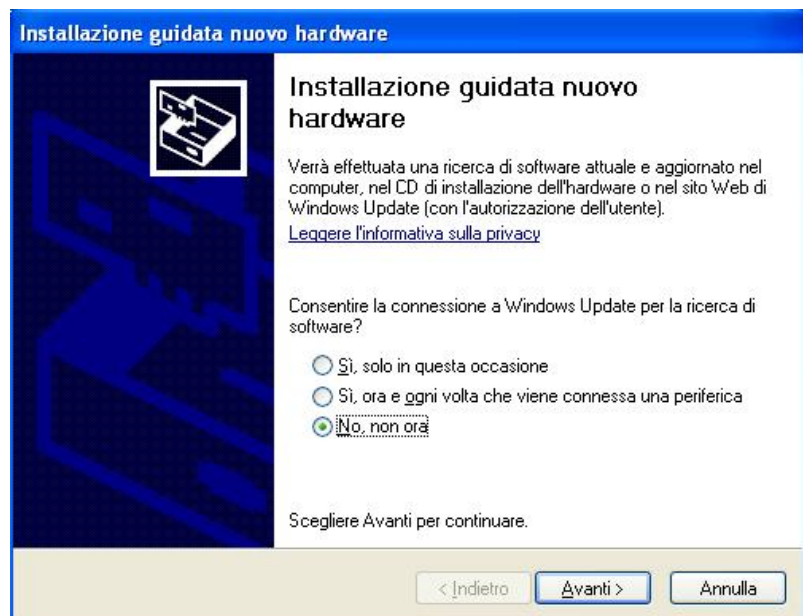 Installazione guidata nuovo hardware
Installazione guidata nuovo
hardware
Verrà effettuata una ricerca di software attuale e aggiornato nel
computer, nel CD di installazione dell'hardware o nel sito Web di
Windows Update (con l'autorizzazione dell'utente).
Leggere l'informativa sulla privacy
Consentire la connessione a Windows Update per la ricerca di
software?
Sì, solo in questa occasione
Sì, ora e ogni volta che viene connessa una periferica
No, non ora
Scegliere Avanti per continuare.
< Indietro Avanti > Annulla